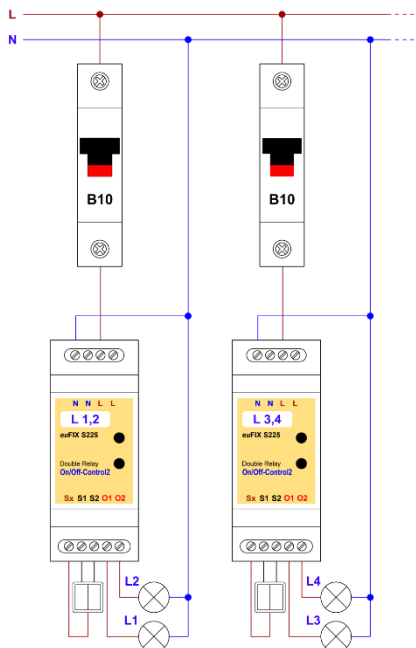 L
N
B10
B10
N N L L
L 1,2
euFIX S225
Double Relay
On/Off-Control2
Sx S1 S2 O1 O2
L2
L1
N N L L
L 3,4
euFIX S225
Double Relay
On/Off-Control2
Sx S1 S2 O1 O2
L4
L3